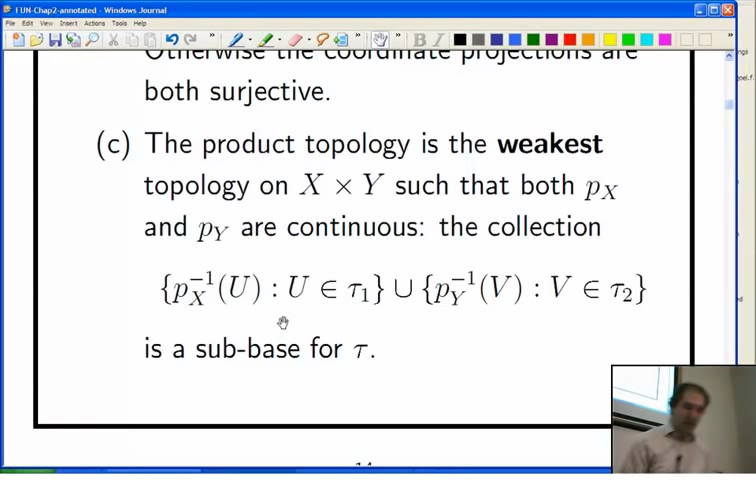 FUN-Chap2-annotated - Windows Journal
File Edit View Insert Actions Tools Help
B I
Otherwise the coordinate projections are
both surjective.
(c) The product topology is the weakest
topology on X × Y such that both p_X
and p_Y are continuous: the collection
{p_X^{-1}(U) : U ∈ τ_1} ∪ {p_Y^{-1}(V) : V ∈ τ_2}
is a sub-base for τ.
14